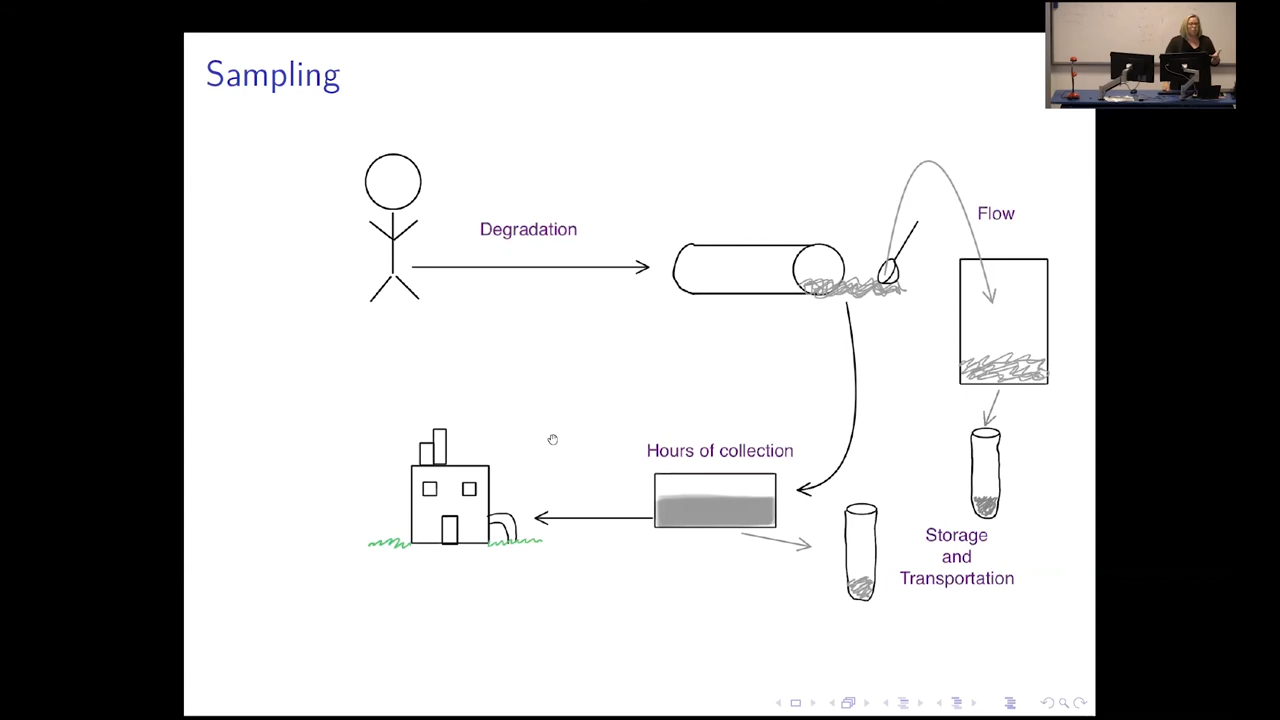 Sampling
Degradation
Flow
Hours of collection
Storage
and
Transportation